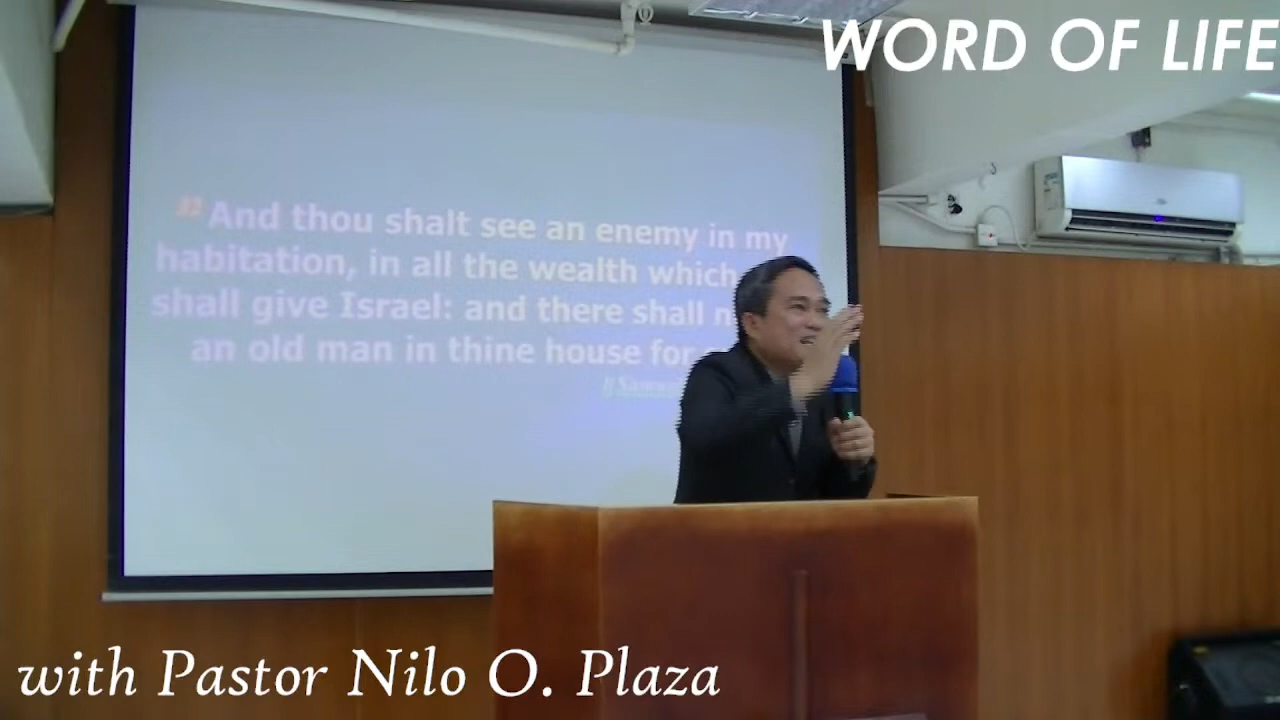 WORD OF LIFE
32 And thou shalt see an enemy in my
habitation, in all the wealth which
shall give Israel: and there shall
an old man in thine house for
with Pastor Nilo O. Plaza